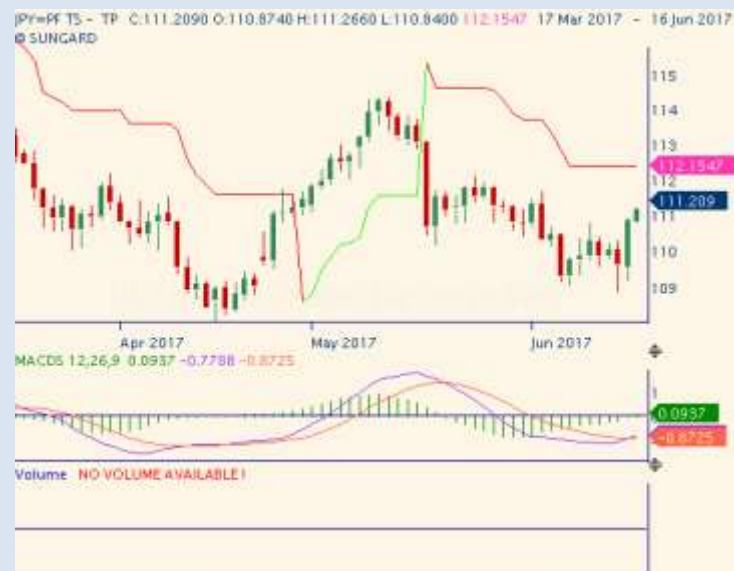 JPY=PF TS - TP C:111.2090 O:110.8740 H:111.2660 L:110.8400 112.1547 17 Mar 2017 - 16 Jun 2017
© SUNGARD
115
114
113
112.1547
112
111.209
111
110
109
Apr 2017 May 2017 Jun 2017
MACDS 12,26,9 0.0937 -0.7788 -0.8725
1
0.0937
-0.8725
Volume NO VOLUME AVAILABLE!